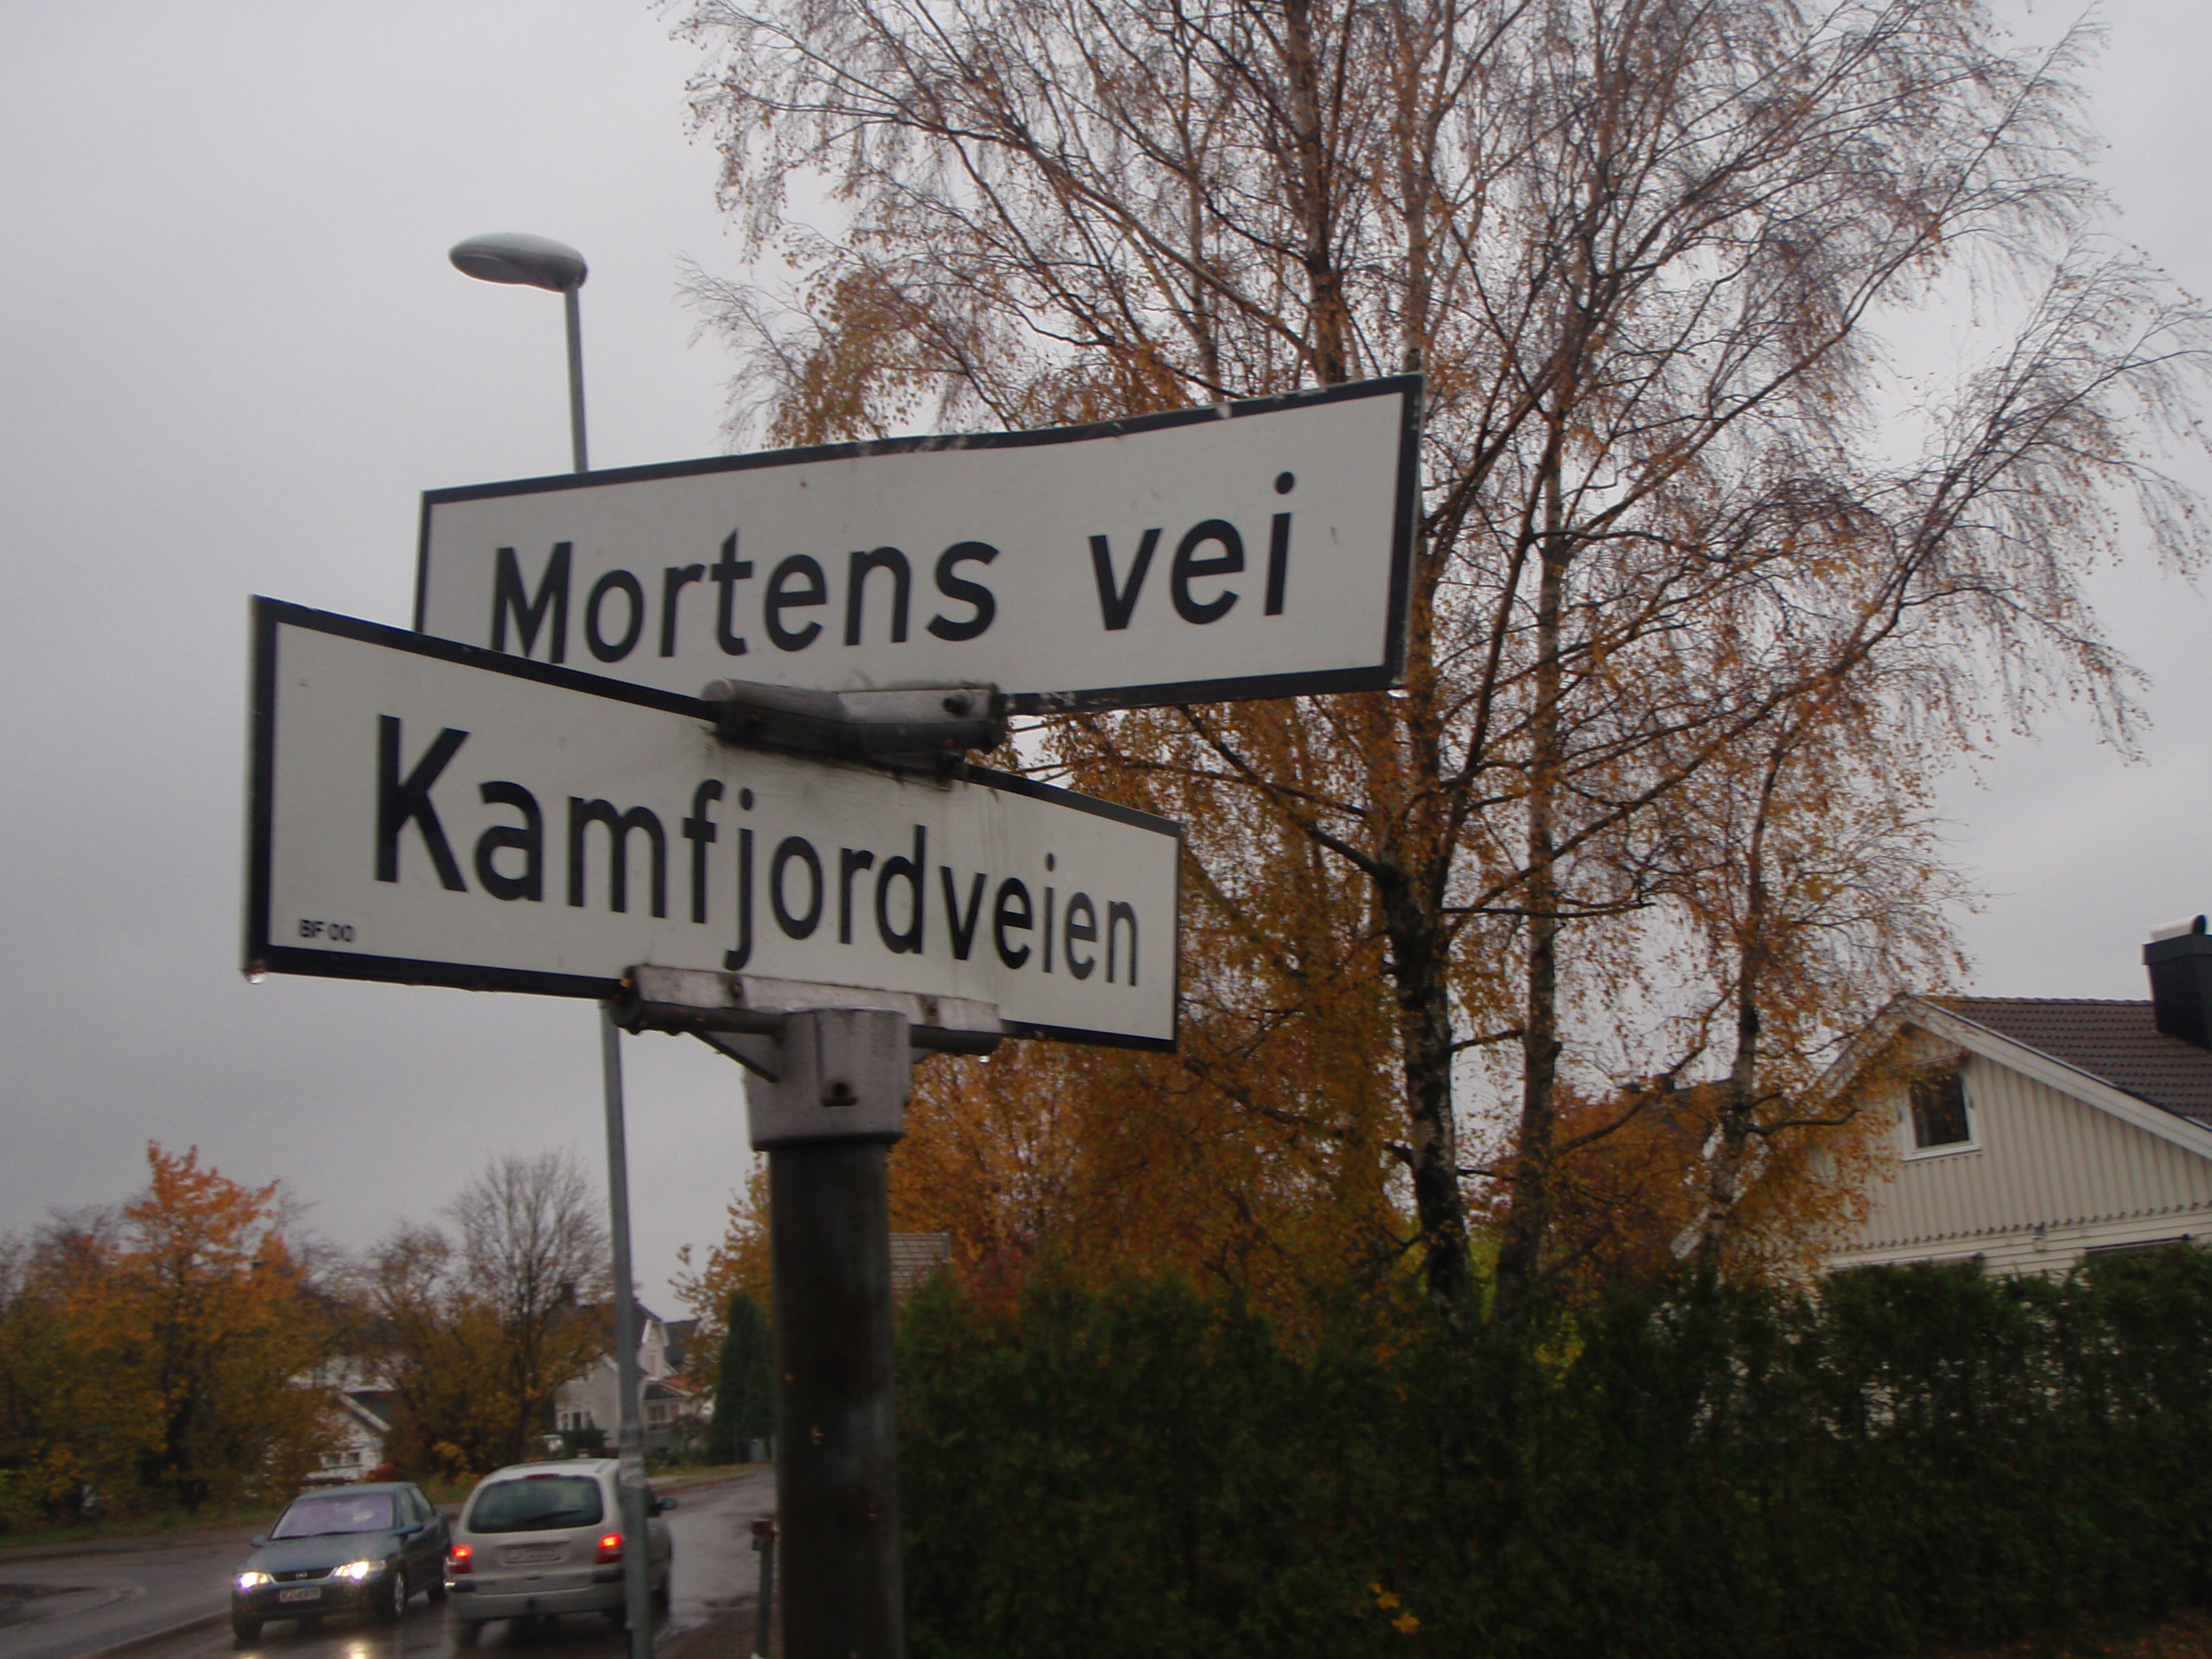 Mortens vei
Kamfjordveien
BF 00